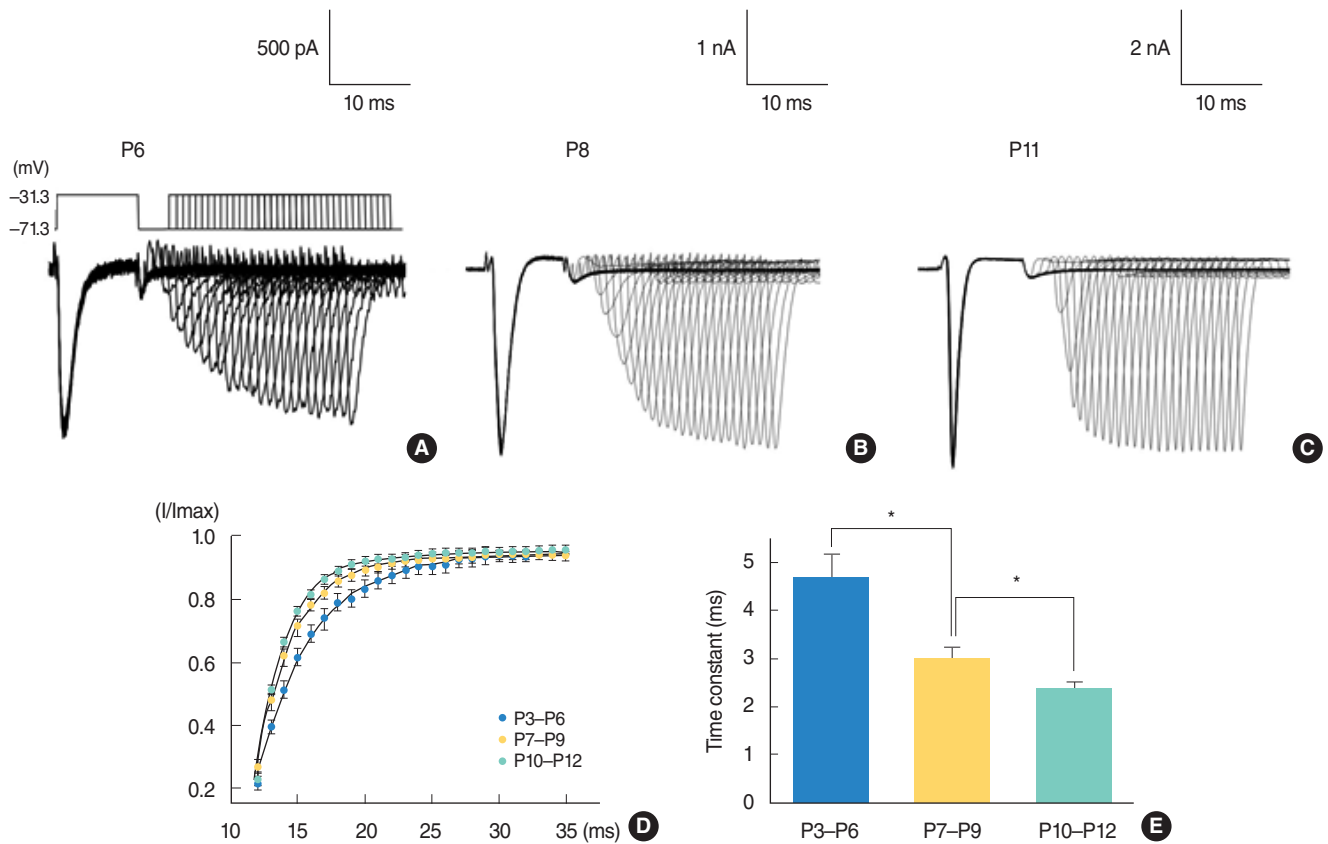 500 pA
10 ms
1 nA
10 ms
2 nA
10 ms
P6
P8
P11
(mV)
–31.3
–71.3
A
B
C
(I/Imax)
1.0
0.8
0.6
0.4
0.2
10 15 20 25 30 35 (ms)
P3–P6
P7–P9
P10–P12
D
Time constant (ms)
5
4
3
2
1
0
*
*
P3–P6 P7–P9 P10–P12
E